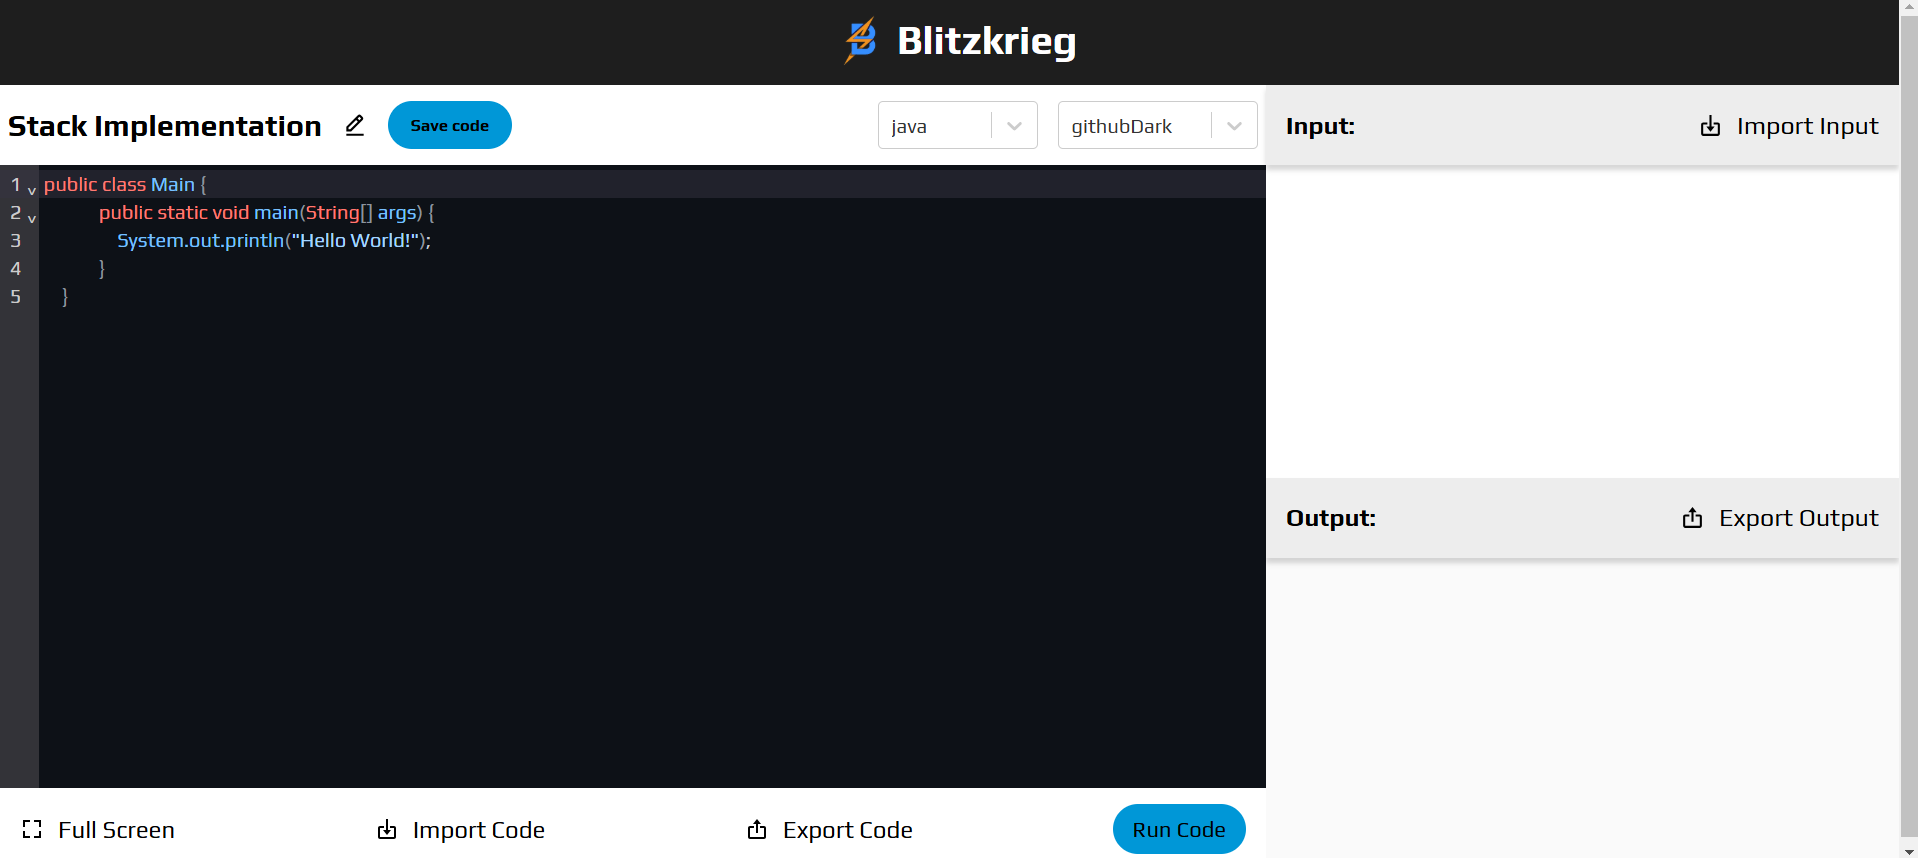 Blitzkrieg
Stack Implementation
Save code
java
githubDark
Input:
Import Input
1 public class Main {
2 public static void main(String[] args) {
3 System.out.println("Hello World!");
4 }
5 }
Output:
Export Output
Full Screen
Import Code
Export Code
Run Code